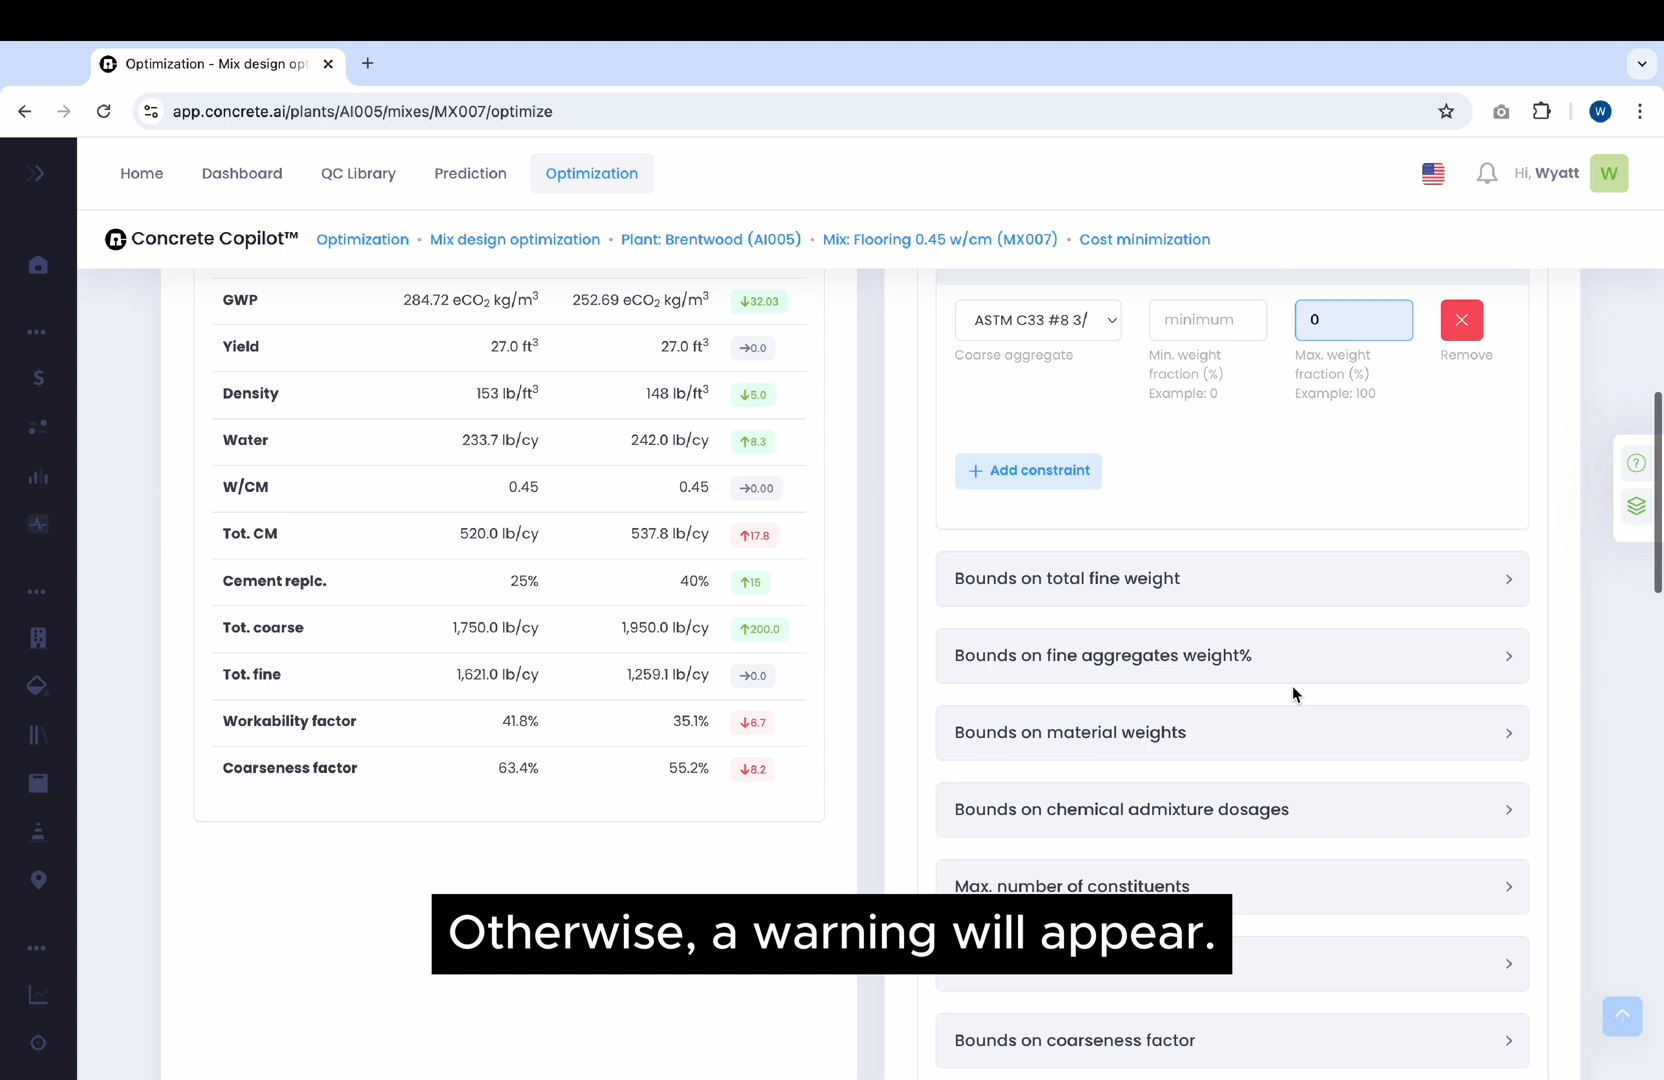 Optimization - Mix design opt
app.concrete.ai/plants/AI005/mixes/MX007/optimize
W
Home
Dashboard
QC Library
Prediction
Optimization
Hi, Wyatt
W
Concrete Copilot™
Optimization • Mix design optimization • Plant: Brentwood (AI005) • Mix: Flooring 0.45 w/cm (MX007) • Cost minimization
GWP 284.72 eCO₂ kg/m³ 252.69 eCO₂ kg/m³ ↓32.03
Yield 27.0 ft³ 27.0 ft³ →0.0
Density 153 lb/ft³ 148 lb/ft³ ↓5.0
Water 233.7 lb/cy 242.0 lb/cy ↑8.3
W/CM 0.45 0.45 →0.00
Tot. CM 520.0 lb/cy 537.8 lb/cy ↑17.8
Cement replc. 25% 40% ↑15
Tot. coarse 1,750.0 lb/cy 1,950.0 lb/cy ↑200.0
Tot. fine 1,621.0 lb/cy 1,259.1 lb/cy →0.0
Workability factor 41.8% 35.1% ↓6.7
Coarseness factor 63.4% 55.2% ↓8.2
ASTM C33 #8 3/
Coarse aggregate
minimum
Min. weight
fraction (%)
Example: 0
0
Max. weight
fraction (%)
Example: 100
Remove
+ Add constraint
Bounds on total fine weight
Bounds on fine aggregates weight%
Bounds on material weights
Bounds on chemical admixture dosages
Max. number of constituents
Otherwise, a warning will appear.
Bounds on coarseness factor